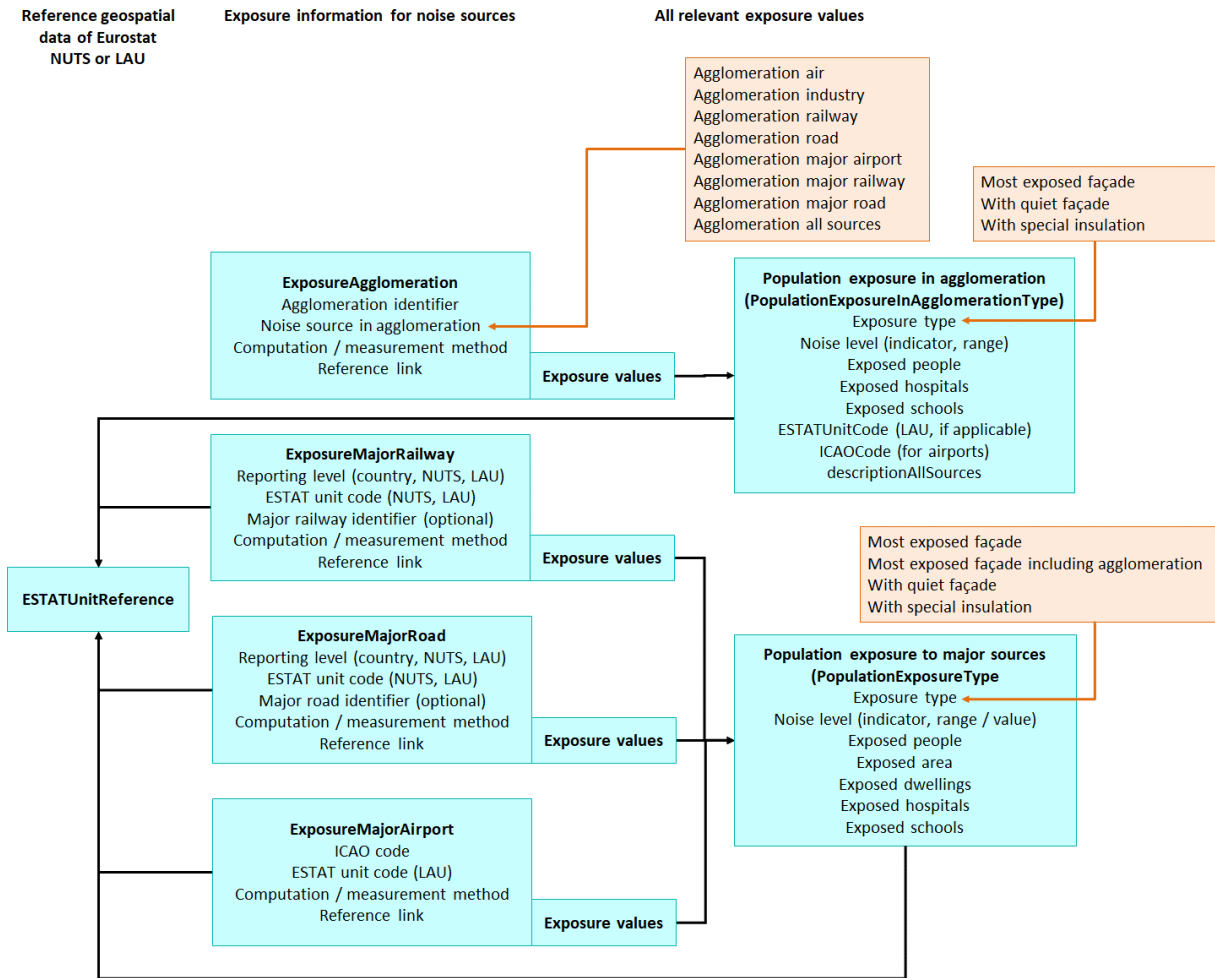 Reference geospatial
data of Eurostat
NUTS or LAU
Exposure information for noise sources
All relevant exposure values
Agglomeration air
Agglomeration industry
Agglomeration railway
Agglomeration road
Agglomeration major airport
Agglomeration major railway
Agglomeration major road
Agglomeration all sources
Most exposed façade
With quiet façade
With special insulation
ExposureAgglomeration
Agglomeration identifier
Noise source in agglomeration
Computation / measurement method
Reference link
Exposure values
Population exposure in agglomeration
(PopulationExposureInAgglomerationType)
Exposure type
Noise level (indicator, range)
Exposed people
Exposed hospitals
Exposed schools
ESTATUnitCode (LAU, if applicable)
ICAOCode (for airports)
descriptionAllSources
ExposureMajorRailway
Reporting level (country, NUTS, LAU)
ESTAT unit code (NUTS, LAU)
Major railway identifier (optional)
Computation / measurement method
Reference link
Exposure values
Most exposed façade
Most exposed façade including agglomeration
With quiet façade
With special insulation
ESTATUnitReference
ExposureMajorRoad
Reporting level (country, NUTS, LAU)
ESTAT unit code (NUTS, LAU)
Major road identifier (optional)
Computation / measurement method
Reference link
Exposure values
Population exposure to major sources
(PopulationExposureType
Exposure type
Noise level (indicator, range / value)
Exposed people
Exposed area
Exposed dwellings
Exposed hospitals
Exposed schools
ExposureMajorAirport
ICAO code
ESTAT unit code (LAU)
Computation / measurement method
Reference link
Exposure values